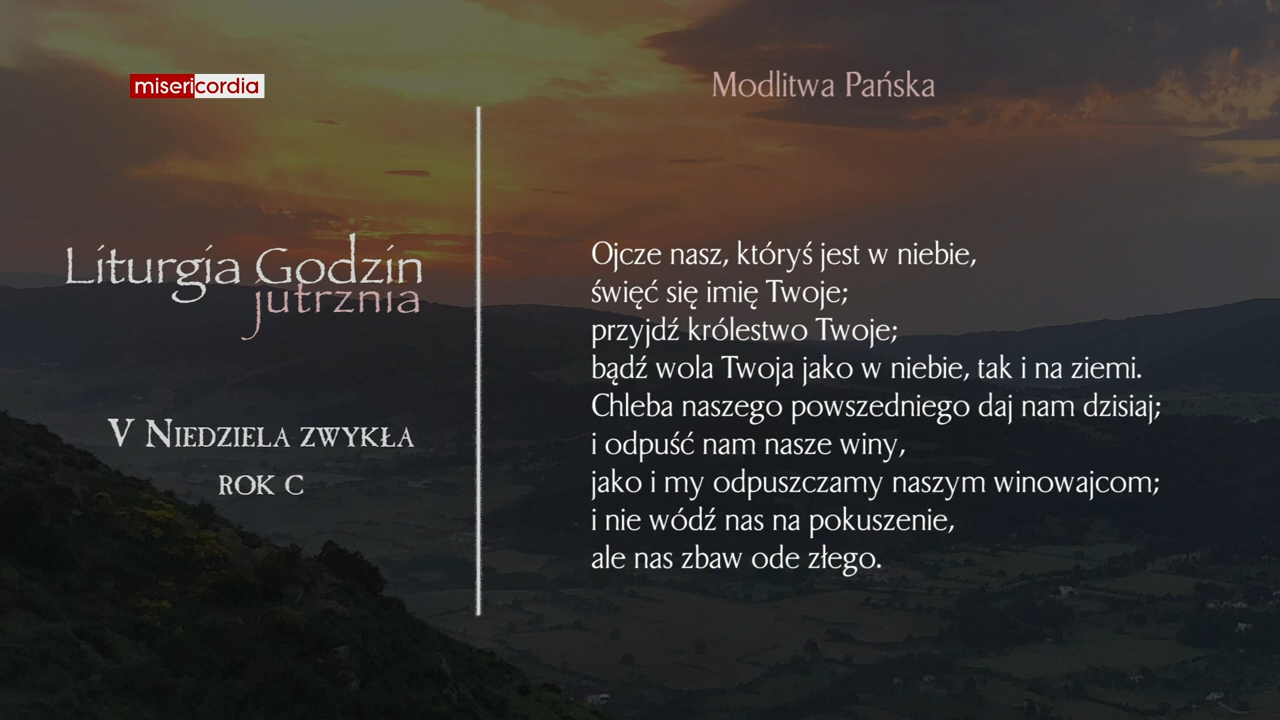 misericordia
Liturgia Godzin
jutrznia
V Niedziela zwykła
rok C
Modlitwa Pańska
Ojcze nasz, któryś jest w niebie,
święć się imię Twoje;
przyjdź królestwo Twoje;
bądź wola Twoja jako w niebie, tak i na ziemi.
Chleba naszego powszedniego daj nam dzisiaj;
i odpuść nam nasze winy,
jako i my odpuszczamy naszym winowajcom;
i nie wódź nas na pokuszenie,
ale nas zbaw ode złego.